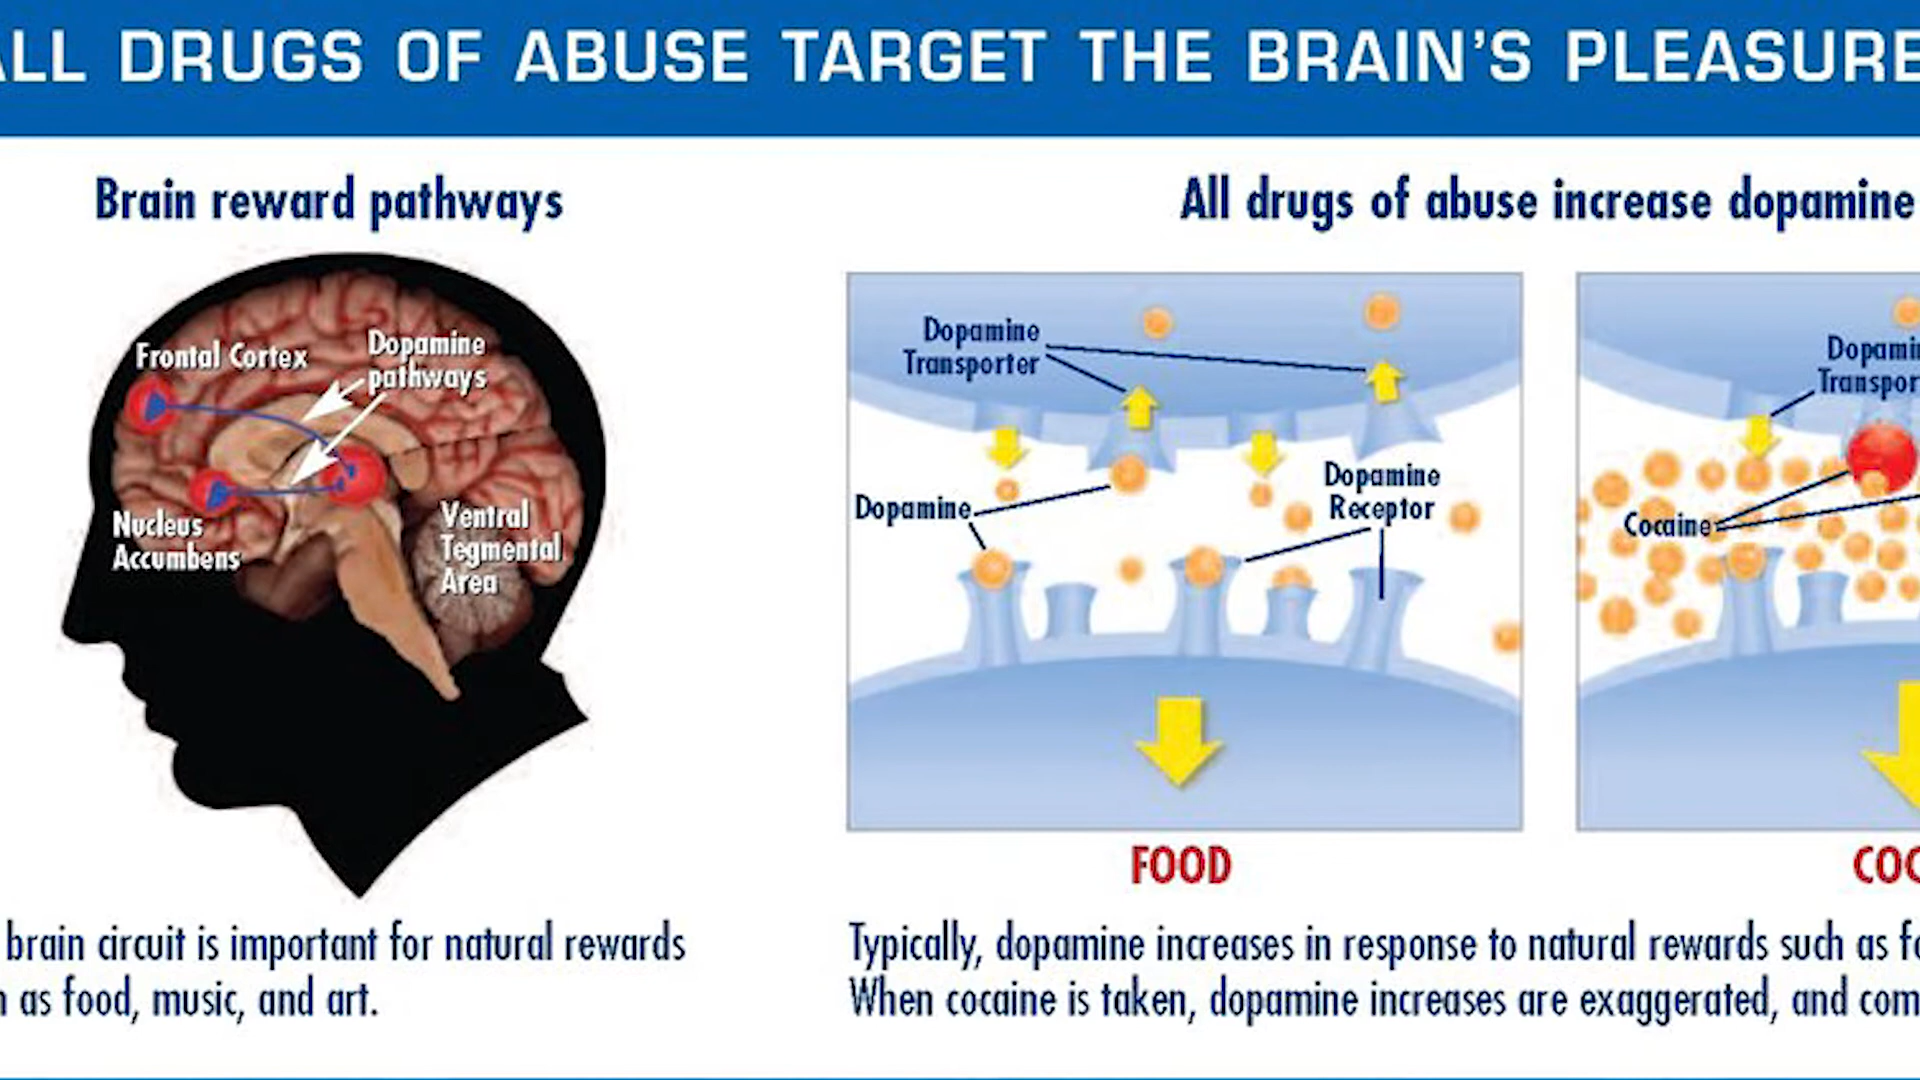 ALL DRUGS OF ABUSE TARGET THE BRAIN'S PLEASURE
Brain reward pathways
Frontal Cortex
Dopamine
pathways
Nucleus
Accumbens
Ventral
Tegmental
Area
brain circuit is important for natural rewards
as food, music, and art.
All drugs of abuse increase dopamine
Dopamine
Transporter
Dopamine
Dopamine
Receptor
FOOD
Cocaine
Typically, dopamine increases in response to natural rewards such as
When cocaine is taken, dopamine increases are exaggerated, and